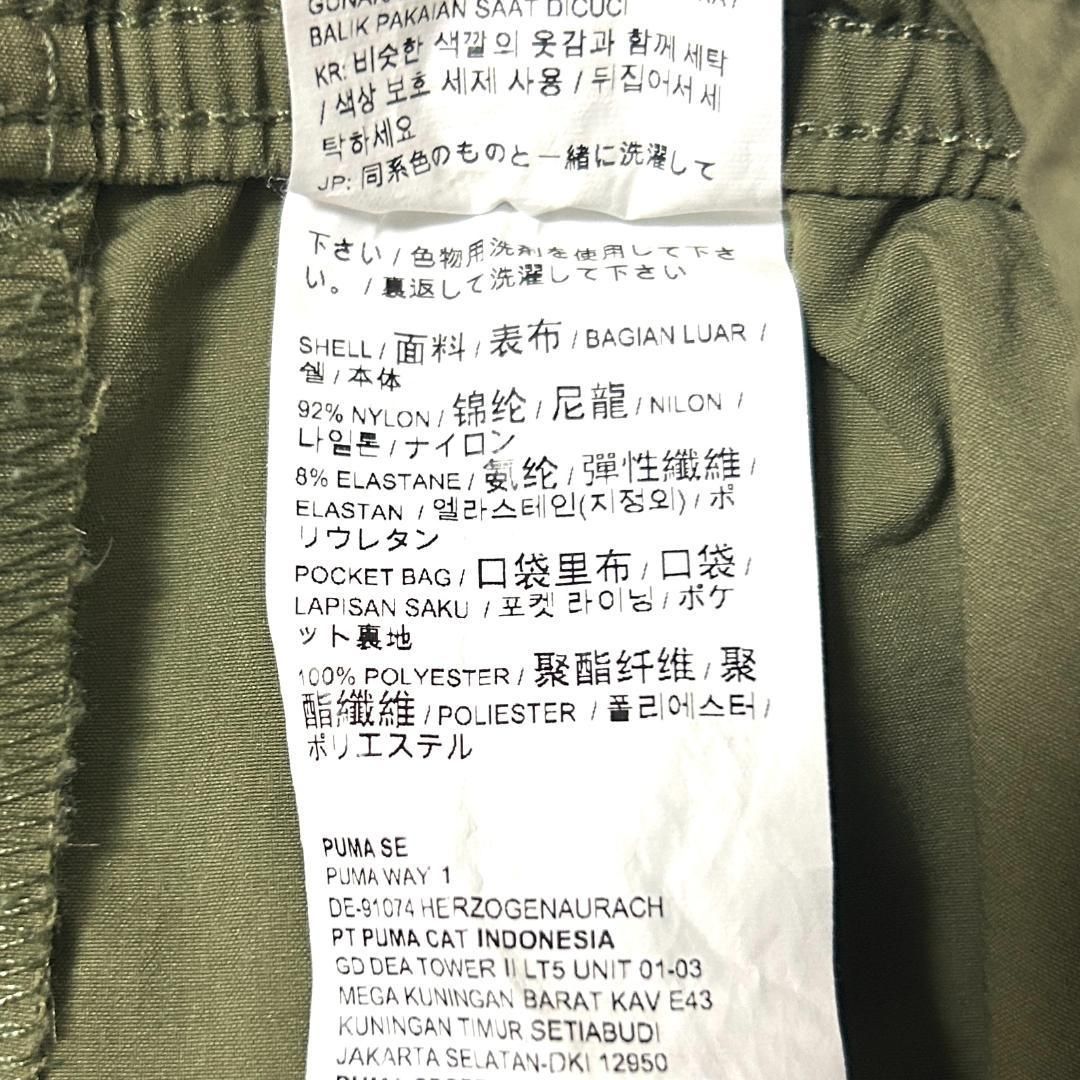 BALIK PAKAIAN SAAT DICUCI
KR: 비슷한 색깔의 옷감과 함께 세탁
/ 색상 보호 세제 사용 / 뒤집어서 세
탁하세요
JP: 同系色のものと一緒に洗濯して
下さい / 色物用洗剤を使用して下さ
い。 / 裏返して洗濯して下さい
SHELL / 面料 / 表布 / BAGIAN LUAR /
쉘 / 本体
92% NYLON / 锦纶 / 尼龍 / NILON /
나일론 / ナイロン
8% ELASTANE / 氨纶 / 彈性纖維 /
ELASTAN / 엘라스테인(지정외) / ポ
リウレタン
POCKET BAG / 口袋里布 / 口袋 /
LAPISAN SAKU / 포켓 라이닝 / ポケ
ット裏地
100% POLYESTER / 聚酯纤维 / 聚
酯纖維 / POLIESTER / 폴리에스터 /
ポリエステル
PUMA SE
PUMA WAY 1
DE-91074 HERZOGENAURACH
PT PUMA CAT INDONESIA
GD DEA TOWER II LT5 UNIT 01-03
MEGA KUNINGAN BARAT KAV E43
KUNINGAN TIMUR SETIABUDI
JAKARTA SELATAN-DKI 12950